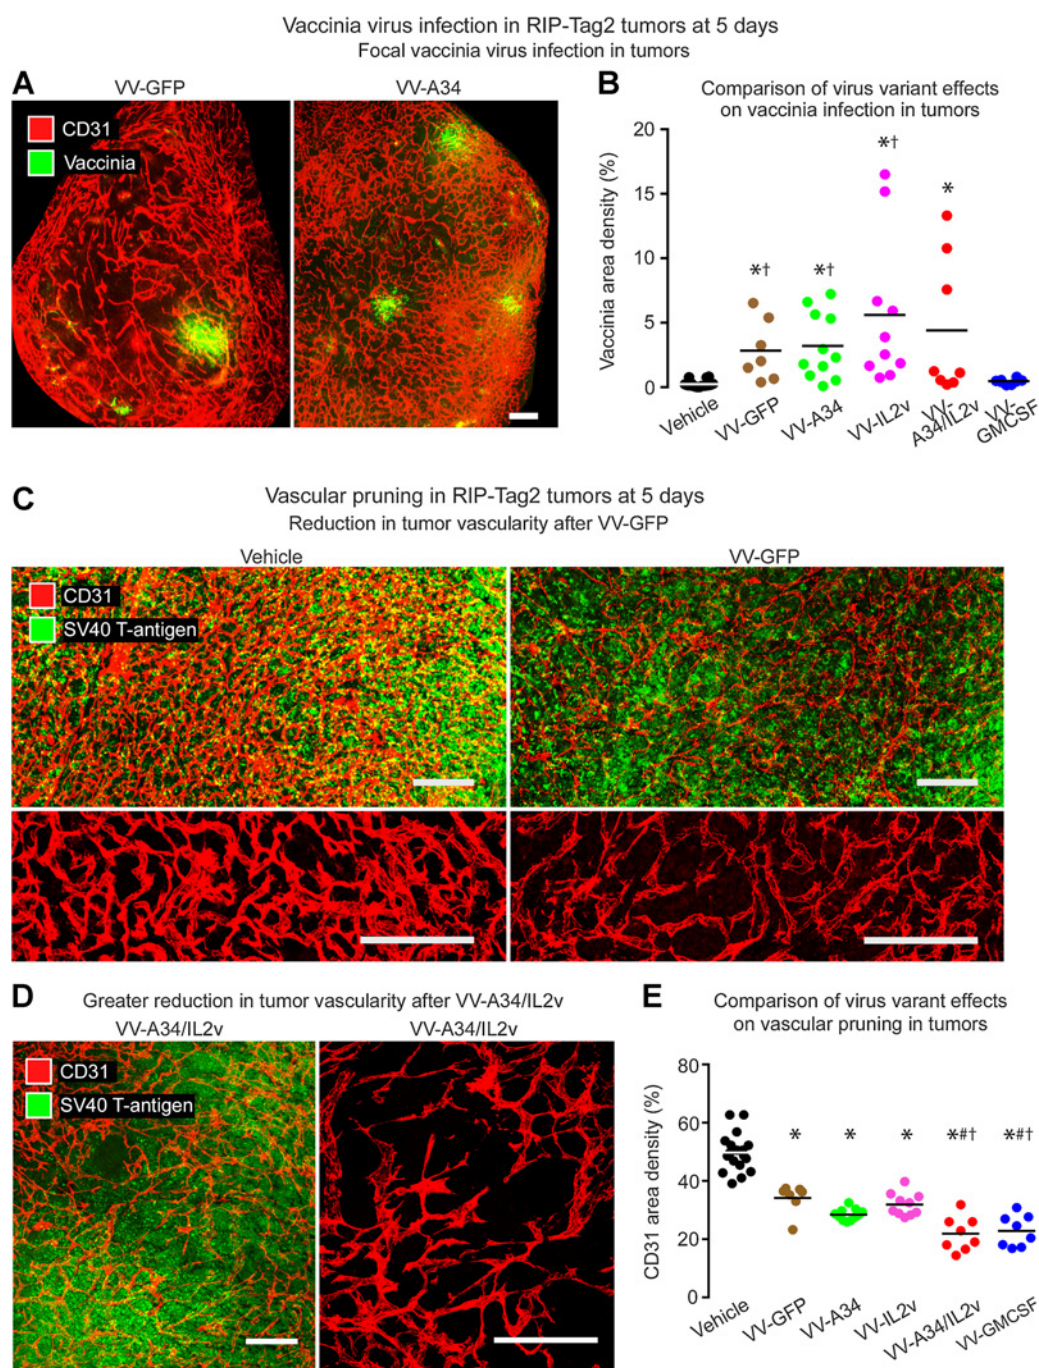 Vaccinia virus infection in RIP-Tag2 tumors at 5 days
Focal vaccinia virus infection in tumors
A
VV-GFP
VV-A34
CD31
Vaccinia
B
Comparison of virus variant effects
on vaccinia infection in tumors
Vaccinia area density (%)
20
15
10
5
0
*†
*†
*†
*
Vehicle
VV-GFP
VV-A34
VV-IL2v
VV-
A34/IL2v
VV-
GMCSF
C
Vascular pruning in RIP-Tag2 tumors at 5 days
Reduction in tumor vascularity after VV-GFP
Vehicle
VV-GFP
CD31
SV40 T-antigen
D
Greater reduction in tumor vascularity after VV-A34/IL2v
VV-A34/IL2v
VV-A34/IL2v
CD31
SV40 T-antigen
E
Comparison of virus varant effects
on vascular pruning in tumors
CD31 area density (%)
80
60
40
20
0
*
*
*
*#†
*#†
Vehicle
VV-GFP
VV-A34
VV-IL2v
VV-A34/IL2v
VV-GMCSF